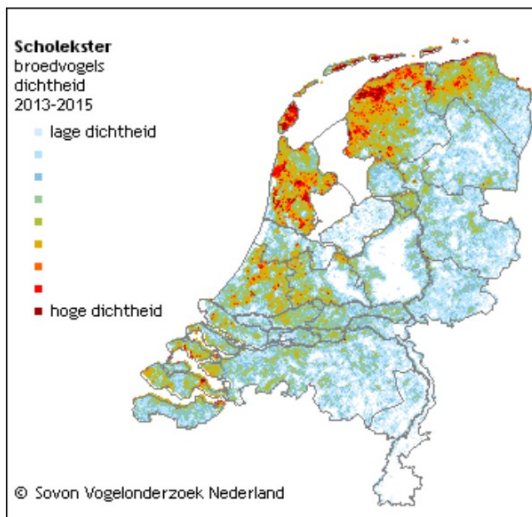 Scholekster
broedvogels
dichtheid
2013-2015
lage dichtheid
hoge dichtheid
© Sovon Vogelonderzoek Nederland